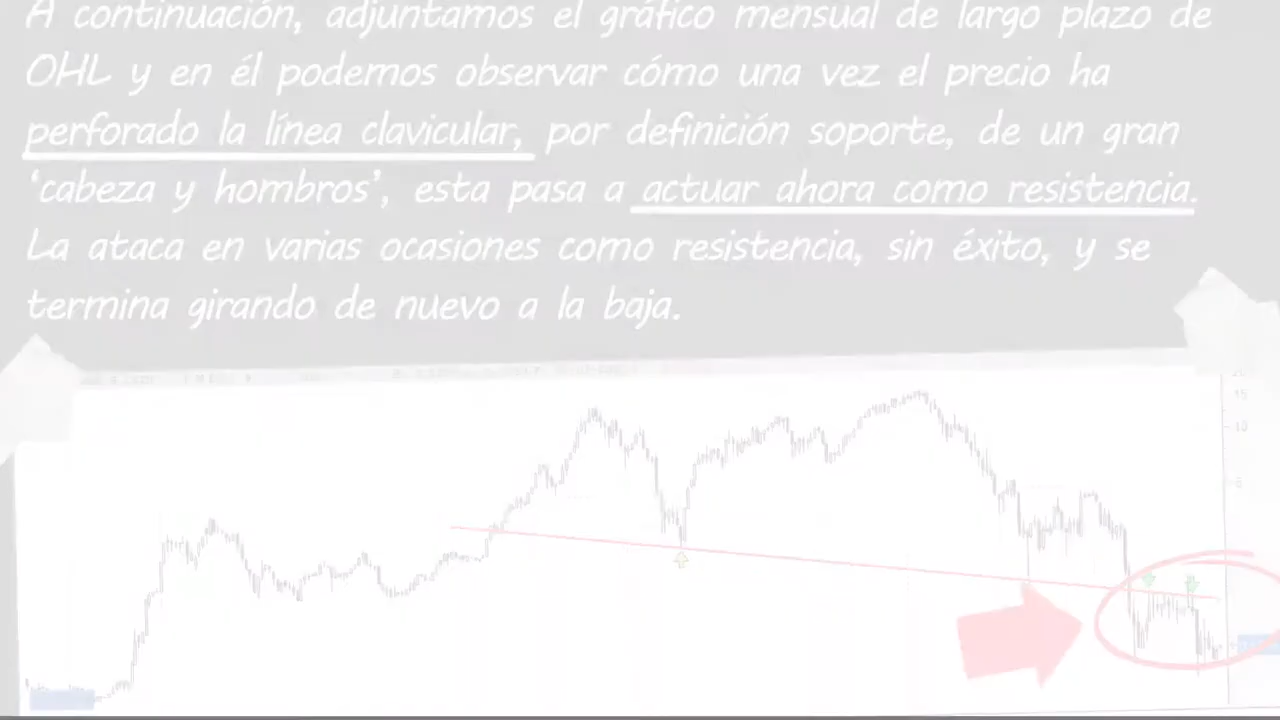 A continuación, adjuntamos el gráfico mensual de largo plazo de
OHL y en él podemos observar cómo una vez el precio ha
perforado la línea clavicular, por definición soporte, de un gran
‘cabeza y hombros’, esta pasa a actuar ahora como resistencia.
La ataca en varias ocasiones como resistencia, sin éxito, y se
termina girando de nuevo a la baja.
15
10